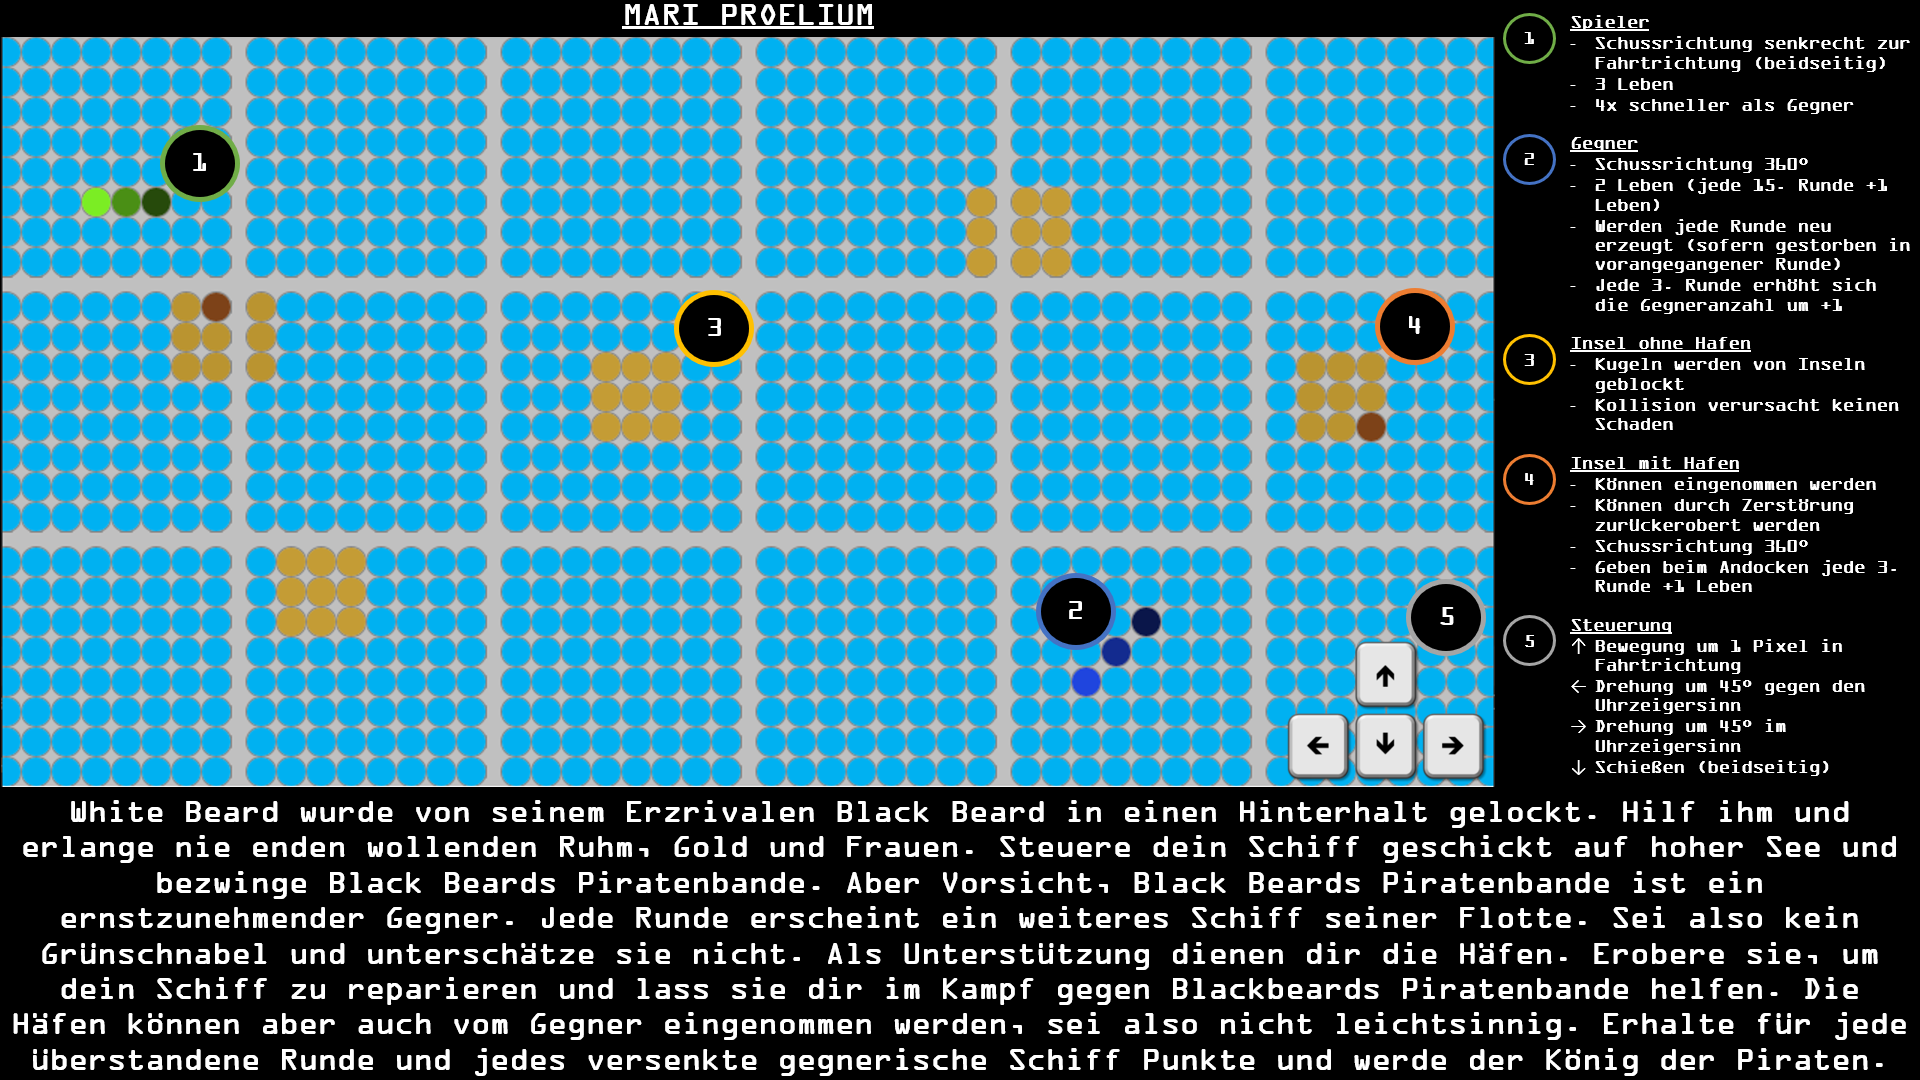 MARI PROELIUM
1
2
3
4
5
↑
← ↓ →
1 Spieler
- Schussrichtung senkrecht zur
Fahrtrichtung (beidseitig)
- 3 Leben
- 4x schneller als Gegner
2 Gegner
- Schussrichtung 360°
- 2 Leben (jede 15. Runde +1
Leben)
- Werden jede Runde neu
erzeugt (sofern gestorben in
vorangegangener Runde)
- Jede 3. Runde erhöht sich
die Gegneranzahl um +1
3 Insel ohne Hafen
- Kugeln werden von Inseln
geblockt
- Kollision verursacht keinen
Schaden
4 Insel mit Hafen
- Können eingenommen werden
- Können durch Zerstörung
zurückerobert werden
- Schussrichtung 360°
- Geben beim Andocken jede 3.
Runde +1 Leben
5 Steuerung
↑ Bewegung um 1 Pixel in
Fahrtrichtung
← Drehung um 45° gegen den
Uhrzeigersinn
→ Drehung um 45° im
Uhrzeigersinn
↓ Schießen (beidseitig)
White Beard wurde von seinem Erzrivalen Black Beard in einen Hinterhalt gelockt. Hilf ihm und
erlange nie enden wollenden Ruhm, Gold und Frauen. Steuere dein Schiff geschickt auf hoher See und
bezwinge Black Beards Piratenbande. Aber Vorsicht, Black Beards Piratenbande ist ein
ernstzunehmender Gegner. Jede Runde erscheint ein weiteres Schiff seiner Flotte. Sei also kein
Grünschnabel und unterschätze sie nicht. Als Unterstützung dienen dir die Häfen. Erobere sie, um
dein Schiff zu reparieren und lass sie dir im Kampf gegen Blackbeards Piratenbande helfen. Die
Häfen können aber auch vom Gegner eingenommen werden, sei also nicht leichtsinnig. Erhalte für jede
überstandene Runde und jedes versenkte gegnerische Schiff Punkte und werde der König der Piraten.